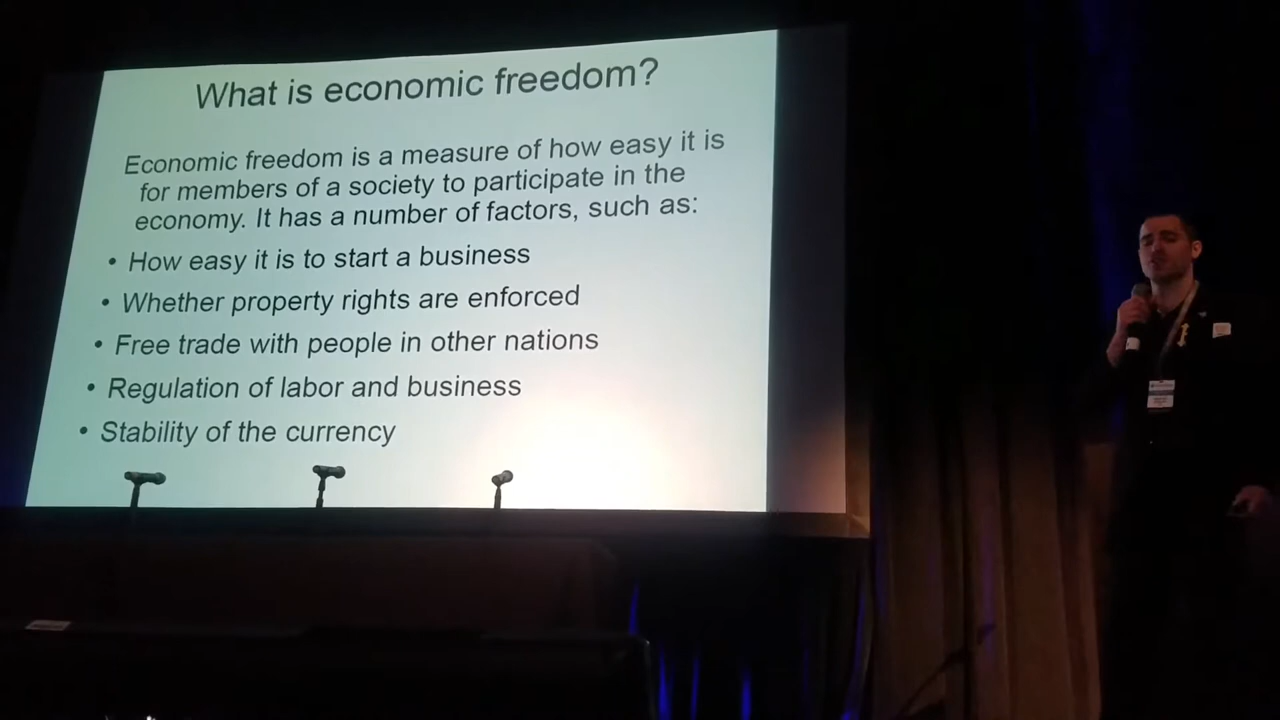 What is economic freedom?
Economic freedom is a measure of how easy it is
for members of a society to participate in the
economy. It has a number of factors, such as:
• How easy it is to start a business
• Whether property rights are enforced
• Free trade with people in other nations
• Regulation of labor and business
• Stability of the currency